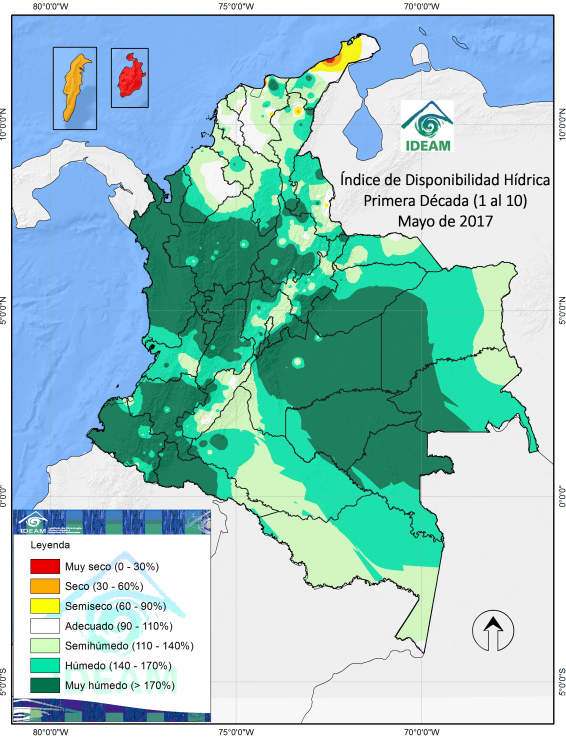 80°0'0"O 75°0'0"O 70°0'0"O
10°0'0"N 10°0'0"N
IDEAM
Índice de Disponibilidad Hídrica
Primera Década (1 al 10)
Mayo de 2017
5°0'0"N 5°0'0"N
0°0'0" 0°0'0"
IDEAM
Leyenda
Muy seco (0 - 30%)
Seco (30 - 60%)
Semiseco (60 - 90%)
Adecuado (90 - 110%)
Semihúmedo (110 - 140%)
Húmedo (140 - 170%)
Muy húmedo (> 170%)
IDEAM
5°0'0"S 5°0'0"S
80°0'0"O 75°0'0"O 70°0'0"O